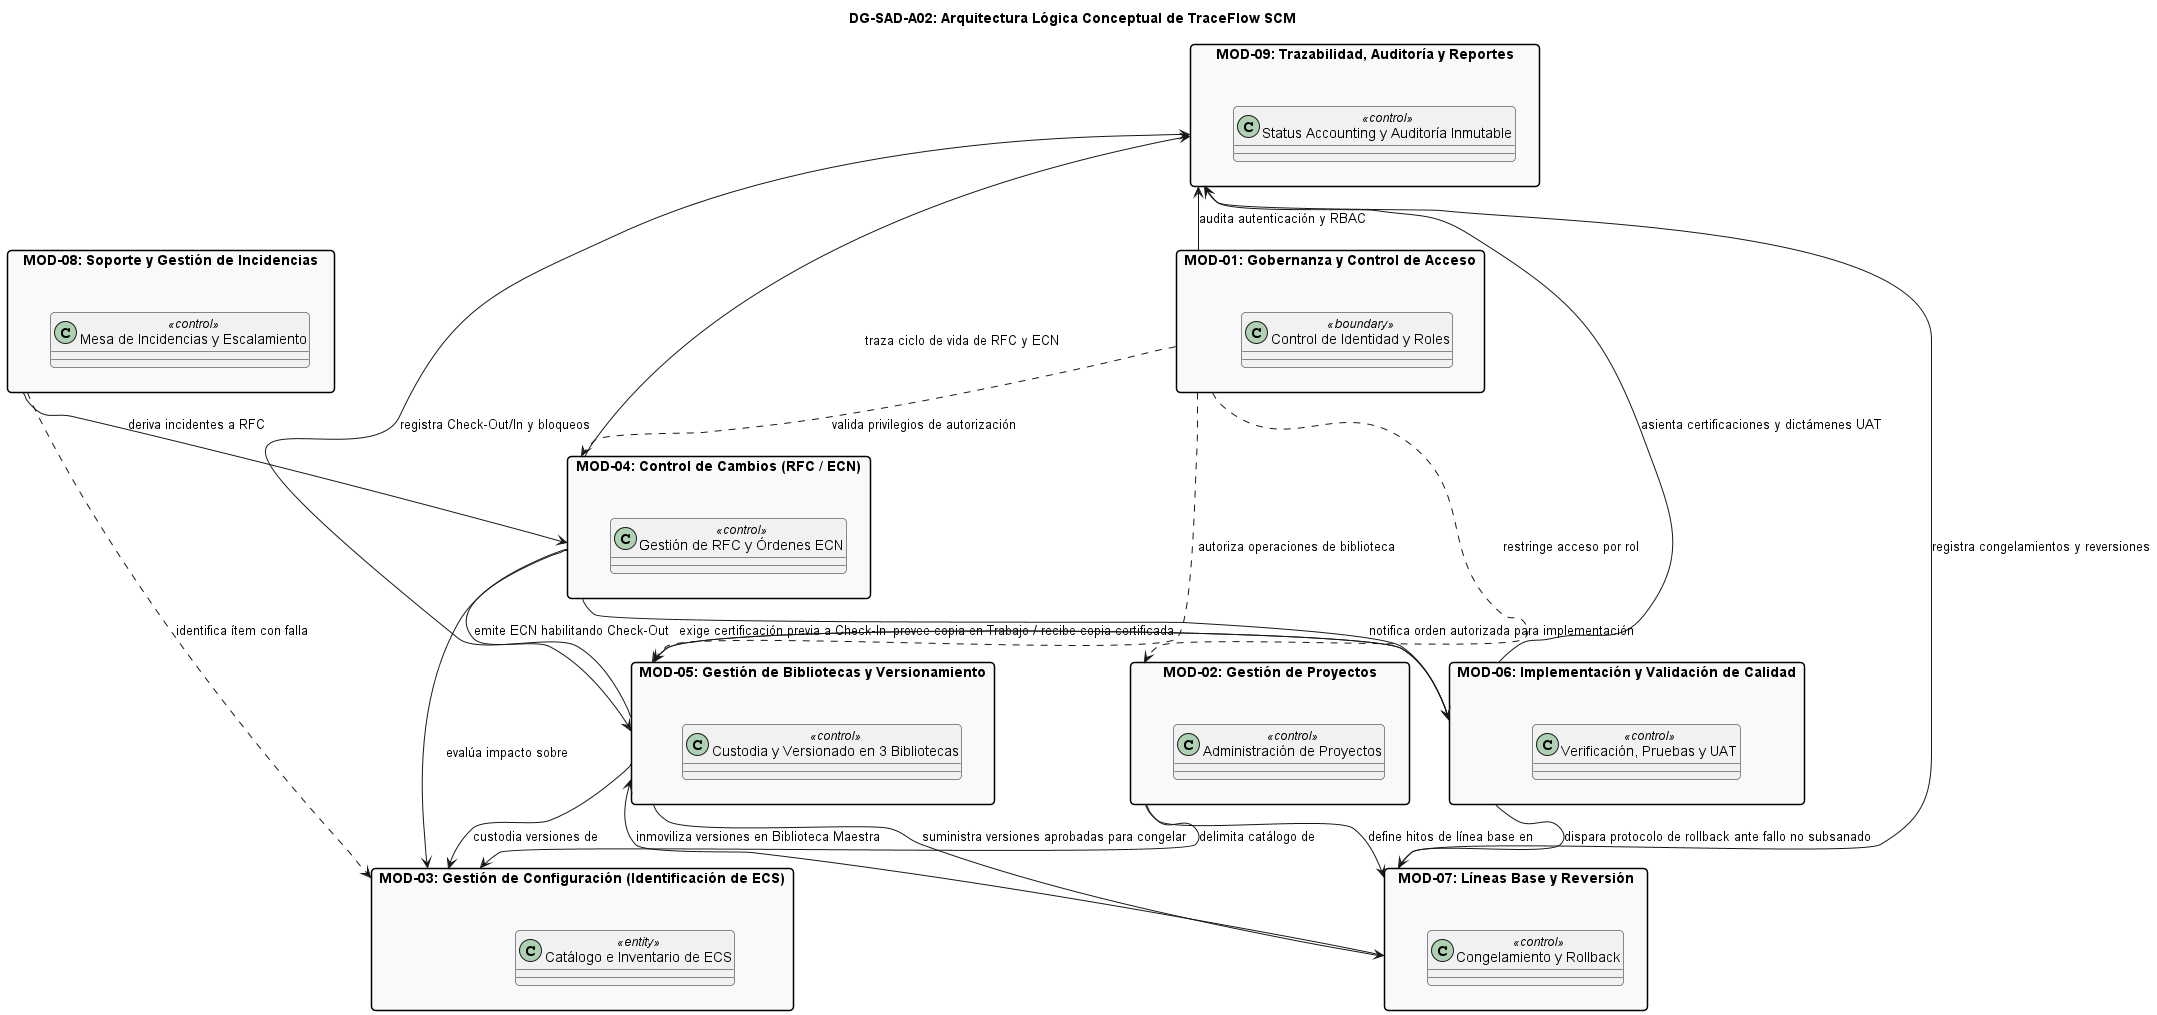 DG-SAD-A02: Arquitectura Lógica Conceptual de TraceFlow SCM
MOD-09: Trazabilidad, Auditoría y Reportes
«control»
C
Status Accounting y Auditoría Inmutable
audita autenticación y RBAC
MOD-08: Soporte y Gestión de Incidencias
MOD-01: Gobernanza y Control de Acceso
«control»
C
Mesa de Incidencias y Escalamiento
«boundary»
C
Control de Identidad y Roles
traza ciclo de vida de RFC y ECN
deriva incidentes a RFC
registra Check-Out/In y bloqueos
valida privilegios de autorización
asienta certificaciones y dictámenes UAT
MOD-04: Control de Cambios (RFC / ECN)
«control»
C
Gestión de RFC y Órdenes ECN
autoriza operaciones de biblioteca
restringe acceso por rol
registra congelamientos y reversiones
identifica ítem con falla
emite ECN habilitando Check-Out
exige certificación previa a Check-In
provee copia en Trabajo / recibe copia certificada
notifica orden autorizada para implementación
MOD-05: Gestión de Bibliotecas y Versionamiento
MOD-02: Gestión de Proyectos
MOD-06: Implementación y Validación de Calidad
«control»
C
Custodia y Versionado en 3 Bibliotecas
«control»
C
Administración de Proyectos
«control»
C
Verificación, Pruebas y UAT
evalúa impacto sobre
custodia versiones de
inmoviliza versiones en Biblioteca Maestra
suministra versiones aprobadas para congelar
delimita catálogo de
define hitos de línea base en
dispara protocolo de rollback ante fallo no subsanado
MOD-03: Gestión de Configuración (Identificación de ECS)
MOD-07: Líneas Base y Reversión
«entity»
C
Catálogo e Inventario de ECS
«control»
C
Congelamiento y Rollback